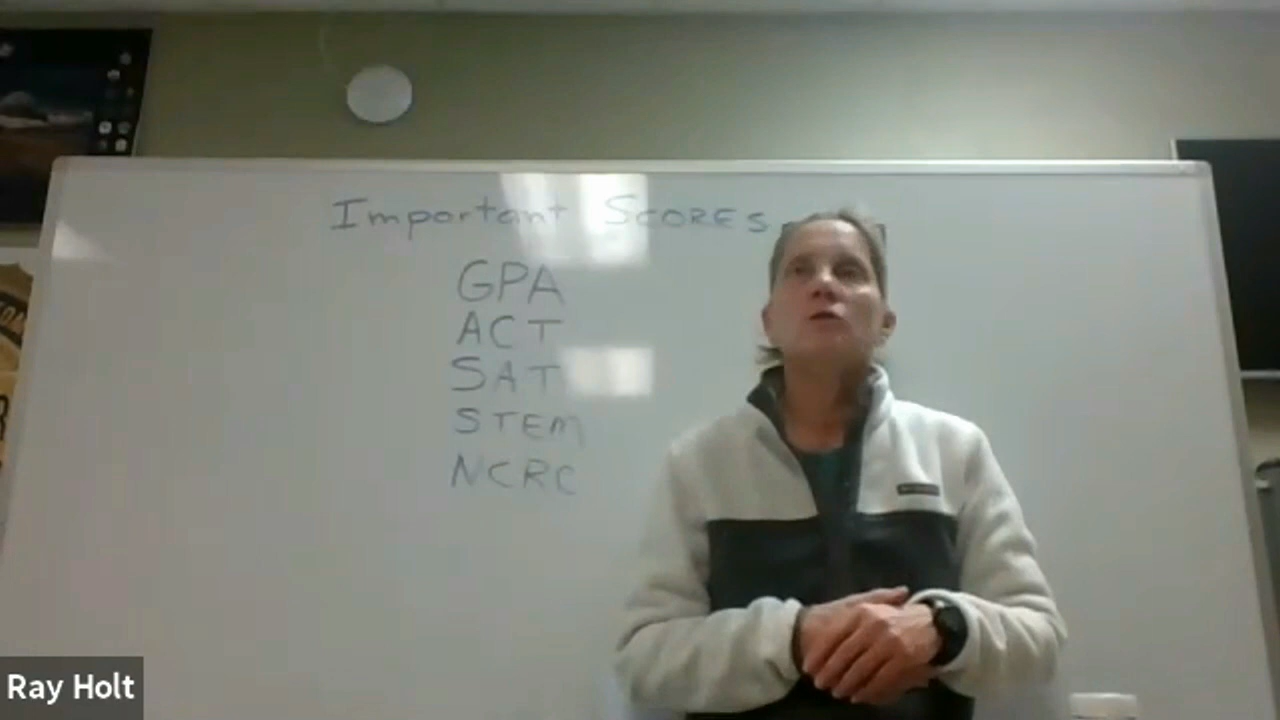 Important SCORES
GPA
ACT
SAT
STEM
NCRC
Ray Holt